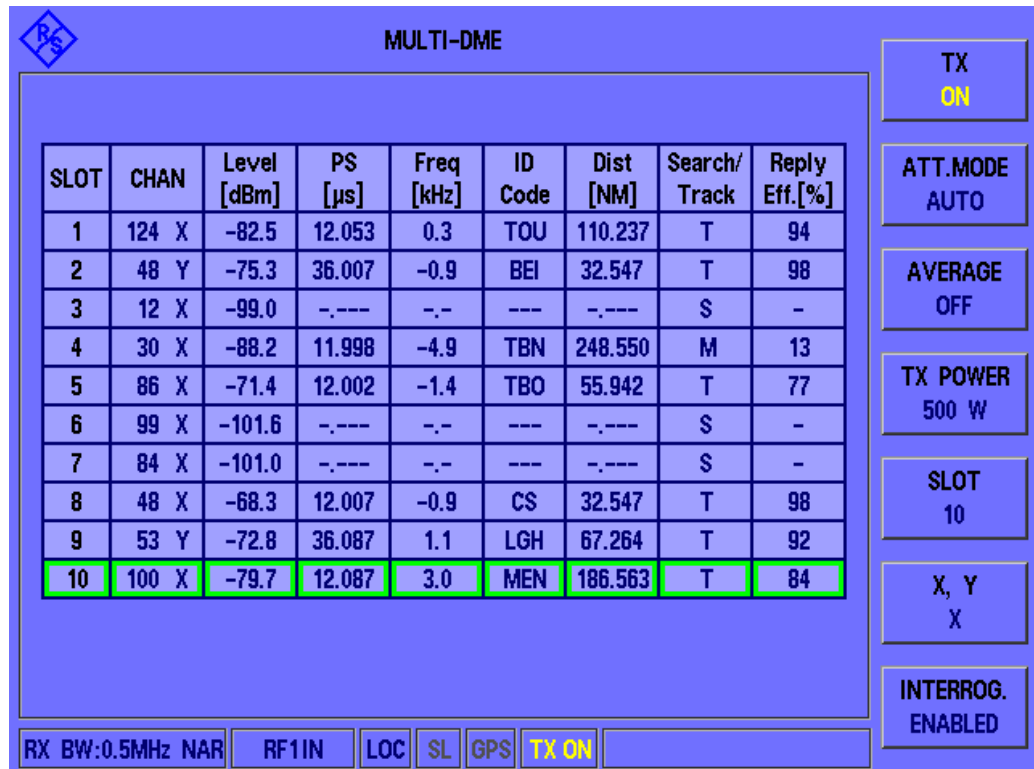 R/S
MULTI-DME
TX
ON
ATT.MODE
AUTO
AVERAGE
OFF
TX POWER
500 W
SLOT
10
X, Y
X
INTERROG.
ENABLED
SLOT CHAN Level [dBm] PS [µs] Freq [kHz] ID Code Dist [NM] Search/ Track Reply Eff.[%]
1 124 X -82.5 12.053 0.3 TOU 110.237 T 94
2 48 Y -75.3 36.007 -0.9 BEI 32.547 T 98
3 12 X -99.0 -.--- -.- --- -.--- S -
4 30 X -88.2 11.998 -4.9 TBN 248.550 M 13
5 86 X -71.4 12.002 -1.4 TBO 55.942 T 77
6 99 X -101.6 -.--- -.- --- -.--- S -
7 84 X -101.0 -.--- -.- --- -.--- S -
8 48 X -68.3 12.007 -0.9 CS 32.547 T 98
9 53 Y -72.8 36.087 1.1 LGH 67.264 T 92
10 100 X -79.7 12.087 3.0 MEN 186.563 T 84
RX BW:0.5MHz NAR RF1IN LOC SL GPS TX ON